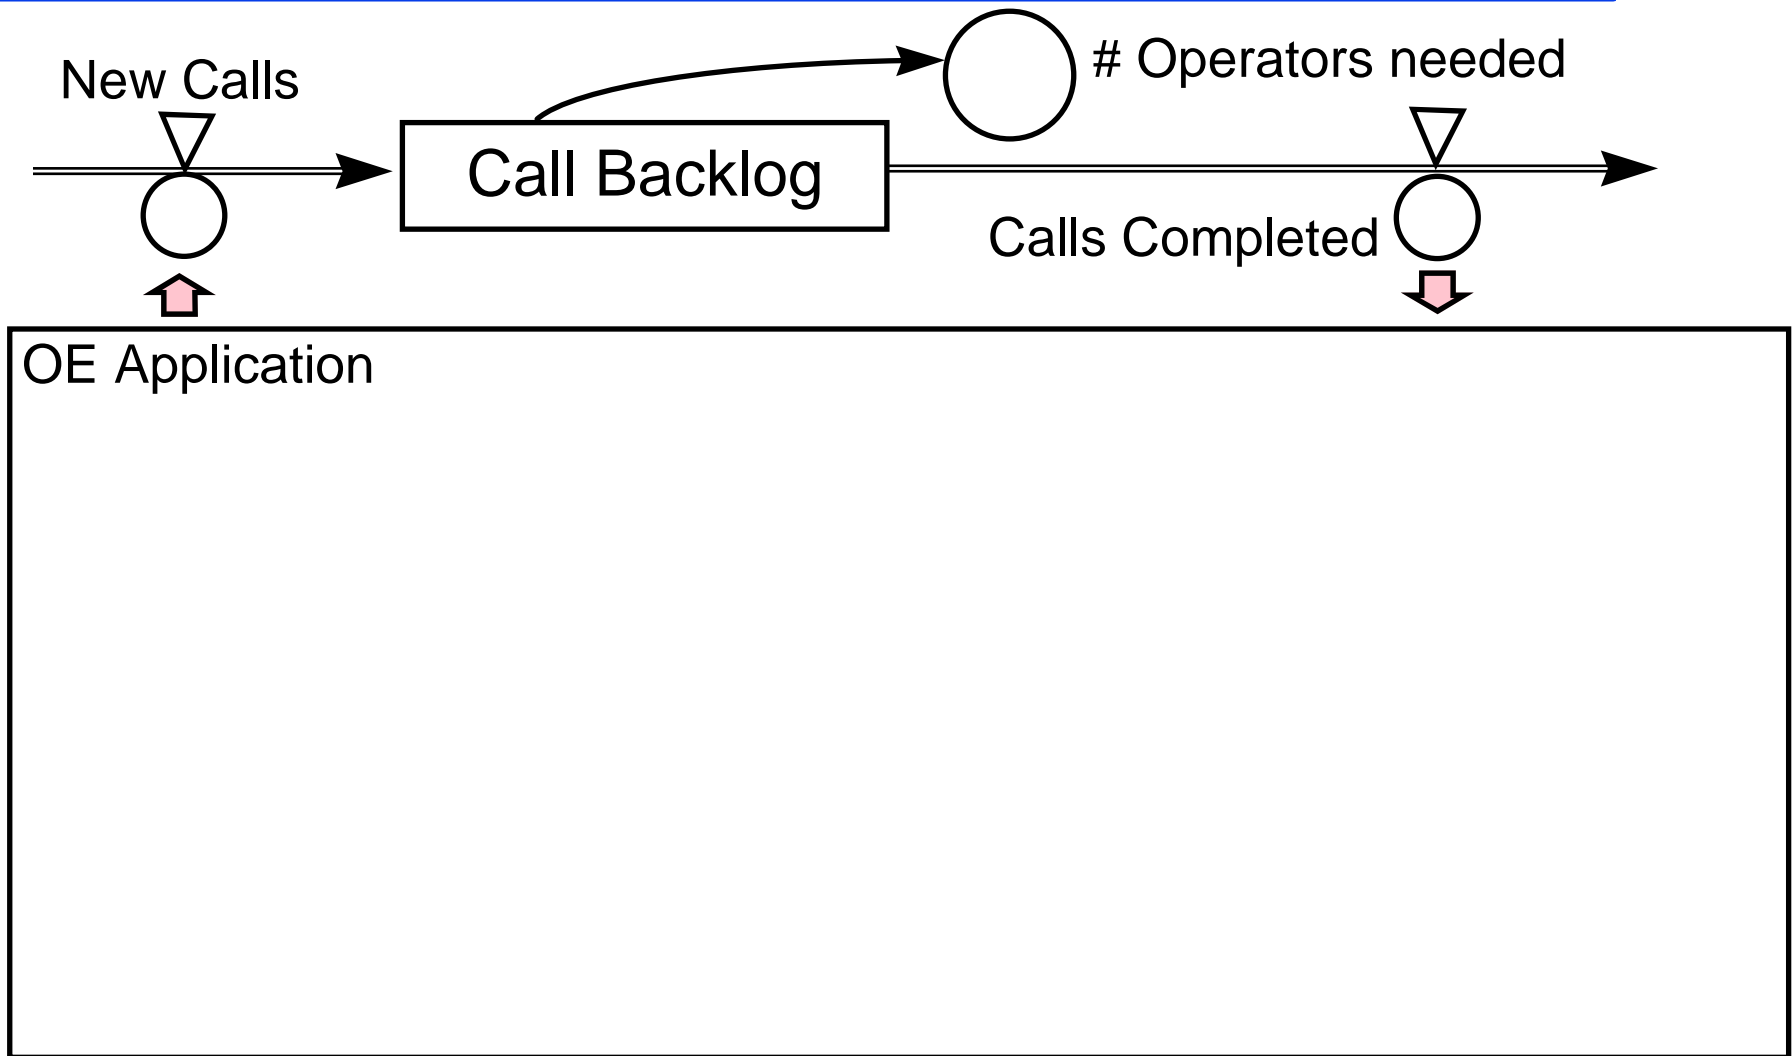 New Calls
# Operators needed
Call Backlog
Calls Completed
OE Application